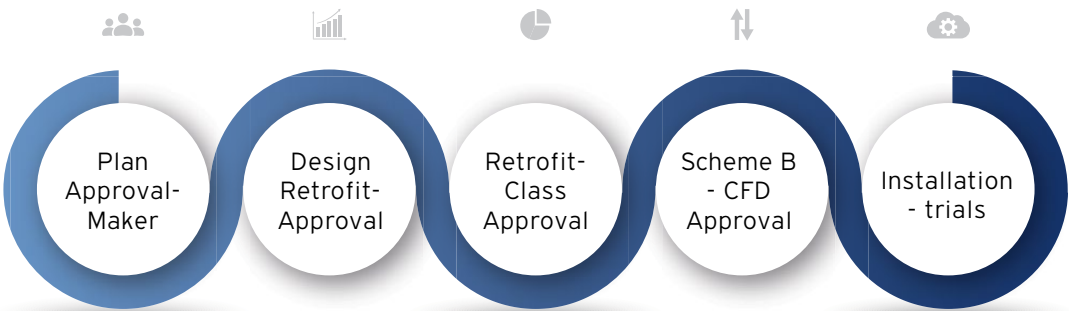 Plan
Approval-
Maker
Design
Retrofit-
Approval
Retrofit-
Class
Approval
Scheme B
- CFD
Approval
Installation
- trials